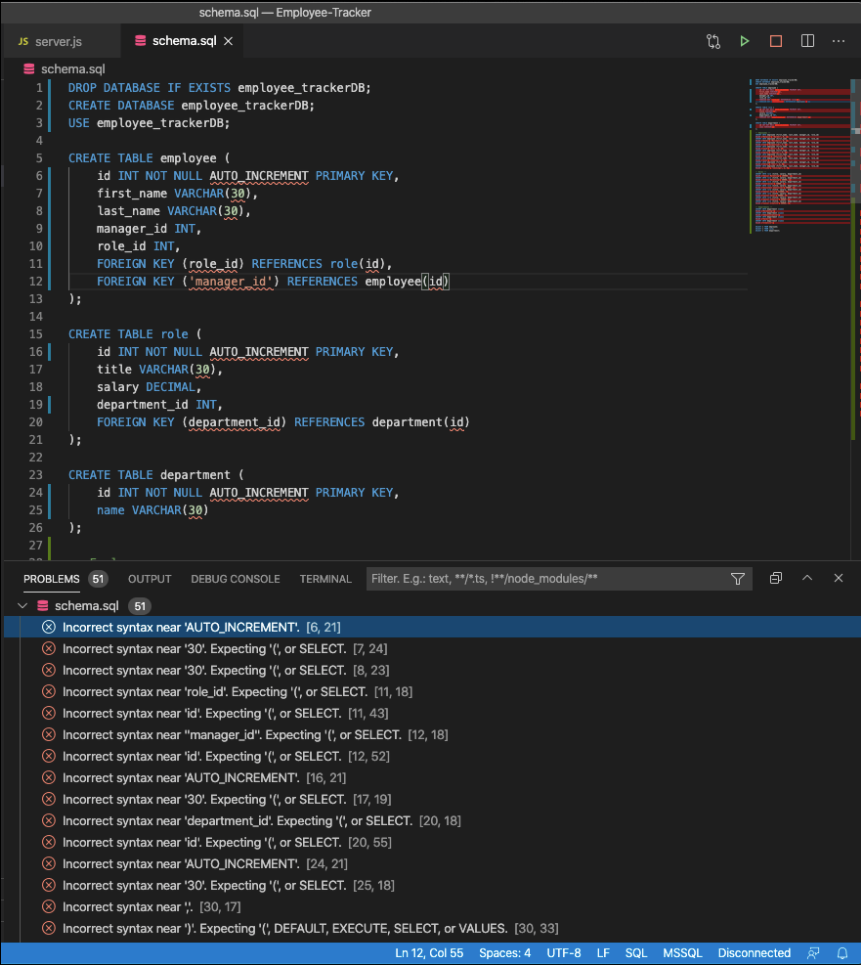 schema.sql — Employee-Tracker
JS server.js schema.sql ×
schema.sql
1 DROP DATABASE IF EXISTS employee_trackerDB;
2 CREATE DATABASE employee_trackerDB;
3 USE employee_trackerDB;
4
5 CREATE TABLE employee (
6 id INT NOT NULL AUTO_INCREMENT PRIMARY KEY,
7 first_name VARCHAR(30),
8 last_name VARCHAR(30),
9 manager_id INT,
10 role_id INT,
11 FOREIGN KEY (role_id) REFERENCES role(id),
12 FOREIGN KEY ('manager_id') REFERENCES employee(id)
13 );
14
15 CREATE TABLE role (
16 id INT NOT NULL AUTO_INCREMENT PRIMARY KEY,
17 title VARCHAR(30),
18 salary DECIMAL,
19 department_id INT,
20 FOREIGN KEY (department_id) REFERENCES department(id)
21 );
22
23 CREATE TABLE department (
24 id INT NOT NULL AUTO_INCREMENT PRIMARY KEY,
25 name VARCHAR(30)
26 );
27
PROBLEMS 51 OUTPUT DEBUG CONSOLE TERMINAL Filter. E.g.: text, **/*.ts, !**/node_modules/**
schema.sql 51
Incorrect syntax near 'AUTO_INCREMENT'. [6, 21]
Incorrect syntax near '30'. Expecting '(', or SELECT. [7, 24]
Incorrect syntax near '30'. Expecting '(', or SELECT. [8, 23]
Incorrect syntax near 'role_id'. Expecting '(', or SELECT. [11, 18]
Incorrect syntax near 'id'. Expecting '(', or SELECT. [11, 43]
Incorrect syntax near ''manager_id''. Expecting '(', or SELECT. [12, 18]
Incorrect syntax near 'id'. Expecting '(', or SELECT. [12, 52]
Incorrect syntax near 'AUTO_INCREMENT'. [16, 21]
Incorrect syntax near '30'. Expecting '(', or SELECT. [17, 19]
Incorrect syntax near 'department_id'. Expecting '(', or SELECT. [20, 18]
Incorrect syntax near 'id'. Expecting '(', or SELECT. [20, 55]
Incorrect syntax near 'AUTO_INCREMENT'. [24, 21]
Incorrect syntax near '30'. Expecting '(', or SELECT. [25, 18]
Incorrect syntax near ','. [30, 17]
Incorrect syntax near ')'. Expecting '(', DEFAULT, EXECUTE, SELECT, or VALUES. [30, 33]
Ln 12, Col 55 Spaces: 4 UTF-8 LF SQL MSSQL Disconnected